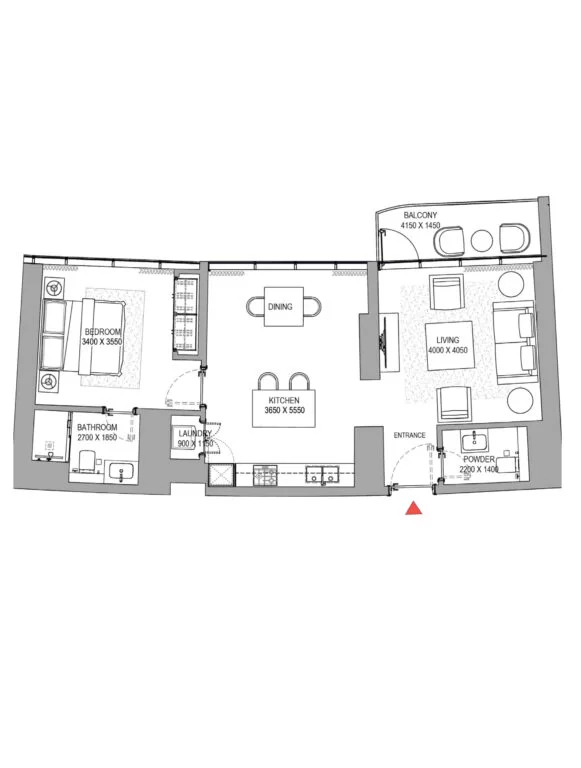 BALCONY
4150 X 1450
DINING
BEDROOM
3400 X 3550
LIVING
4000 X 4050
KITCHEN
3650 X 5550
BATHROOM
2700 X 1850
LAUNDRY
900 X 1150
ENTRANCE
POWDER
2200 X 1400